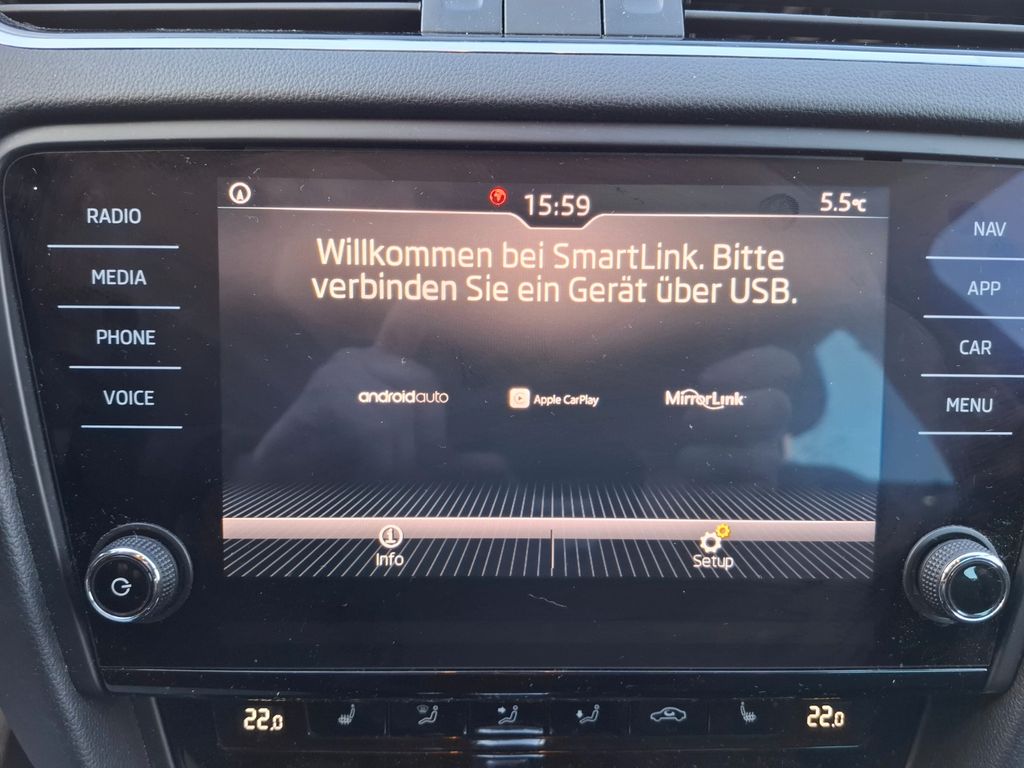 15:59
5.5°C
RADIO
MEDIA
PHONE
VOICE
Willkommen bei SmartLink. Bitte
verbinden Sie ein Gerät über USB.
androidauto
Apple CarPlay
MirrorLink
NAV
APP
CAR
MENU
Info
Setup
22.0
22.0